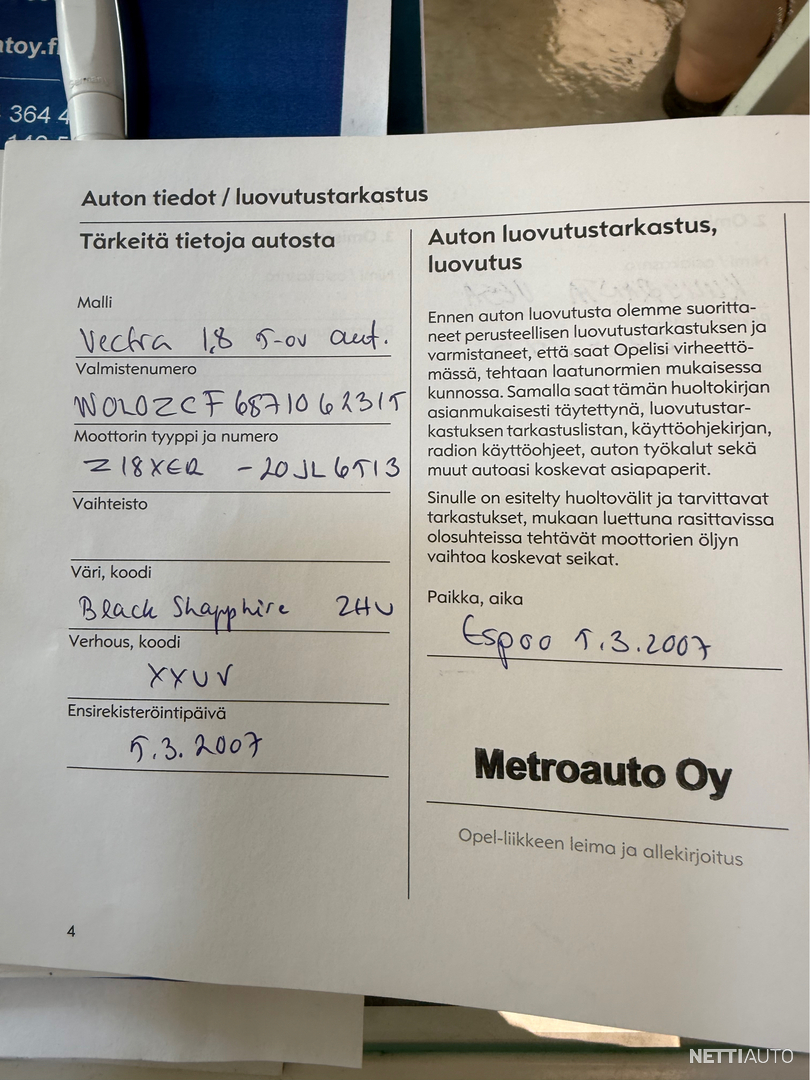 toy.f
364 4
Auton tiedot / luovutustarkastus
Tärkeitä tietoja autosta
Malli
Vectra 1,8 5-ov aut.
Valmistenumero
WOLOZCF6871062315
Moottorin tyyppi ja numero
Z18XER - 20JL6513
Vaihteisto
Väri, koodi
Black Shapphire 2HU
Verhous, koodi
XXUV
Ensirekisteröintipäivä
5.3.2007
4
Auton luovutustarkastus,
luovutus
Ennen auton luovutusta olemme suoritta-
neet perusteellisen luovutustarkastuksen ja
varmistaneet, että saat Opelisi virheettö-
mässä, tehtaan laatunormien mukaisessa
kunnossa. Samalla saat tämän huoltokirjan
asianmukaisesti täytettynä, luovutustar-
kastuksen tarkastuslistan, käyttöohjekirjan,
radion käyttöohjeet, auton työkalut sekä
muut autoasi koskevat asiapaperit.
Sinulle on esitelty huoltovälit ja tarvittavat
tarkastukset, mukaan luettuna rasittavissa
olosuhteissa tehtävät moottorien öljyn
vaihtoa koskevat seikat.
Paikka, aika
Espoo 5.3.2007
Metroauto Oy
Opel-liikkeen leima ja allekirjoitus
NETTIAUTO